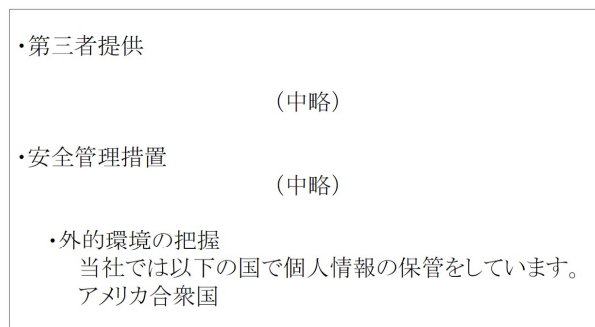 ・第三者提供
(中略)
・安全管理措置
(中略)
・外的環境の把握
当社では以下の国で個人情報の保管をしています。
アメリカ合衆国